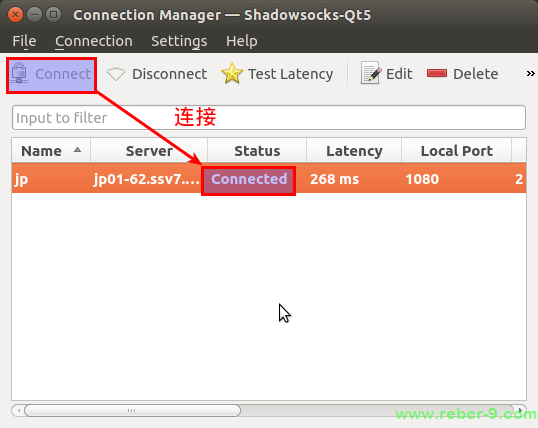 Connection Manager — Shadowsocks-Qt5
File Connection Settings Help
Connect Disconnect Test Latency Edit Delete »
Input to filter 连接
Name Server Status Latency Local Port
jp jp01-62.ssv7.... Connected 268 ms 1080 2
www.reber-9.com